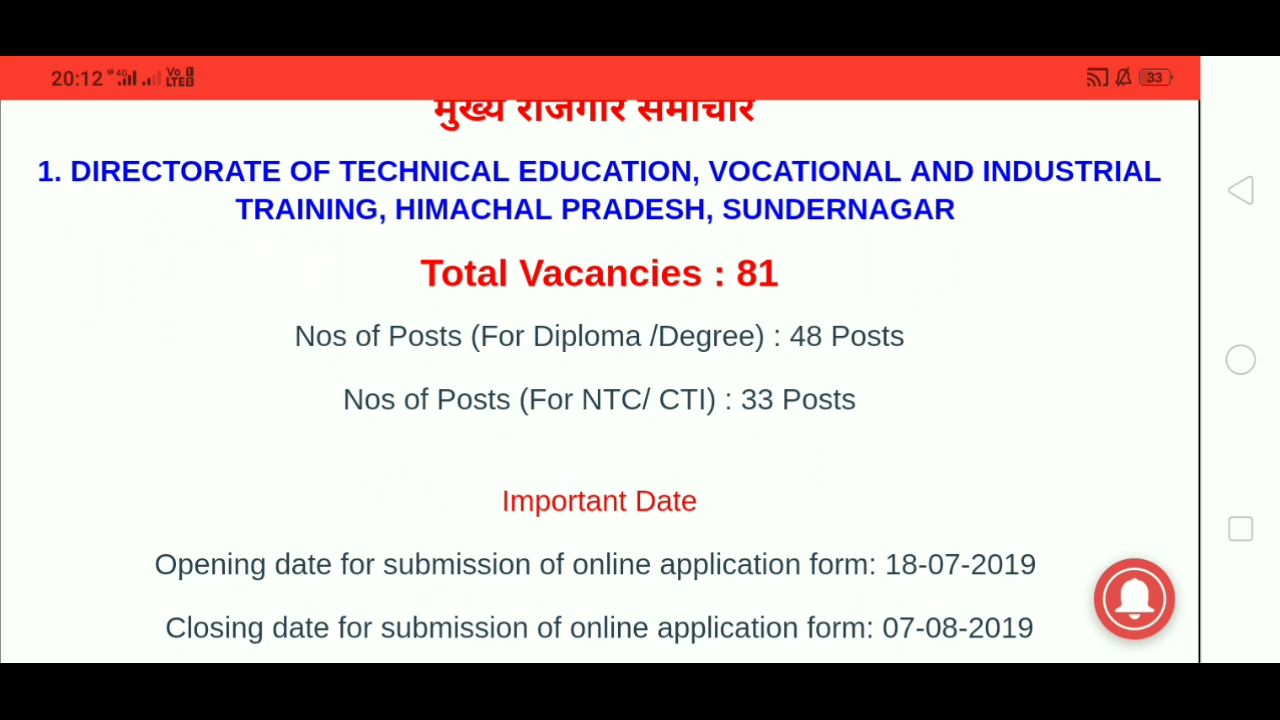 20:12 4G Vo LTE 33
मुख्य रोजगार समाचार
1. DIRECTORATE OF TECHNICAL EDUCATION, VOCATIONAL AND INDUSTRIAL
TRAINING, HIMACHAL PRADESH, SUNDERNAGAR
Total Vacancies : 81
Nos of Posts (For Diploma /Degree) : 48 Posts
Nos of Posts (For NTC/ CTI) : 33 Posts
Important Date
Opening date for submission of online application form: 18-07-2019
Closing date for submission of online application form: 07-08-2019